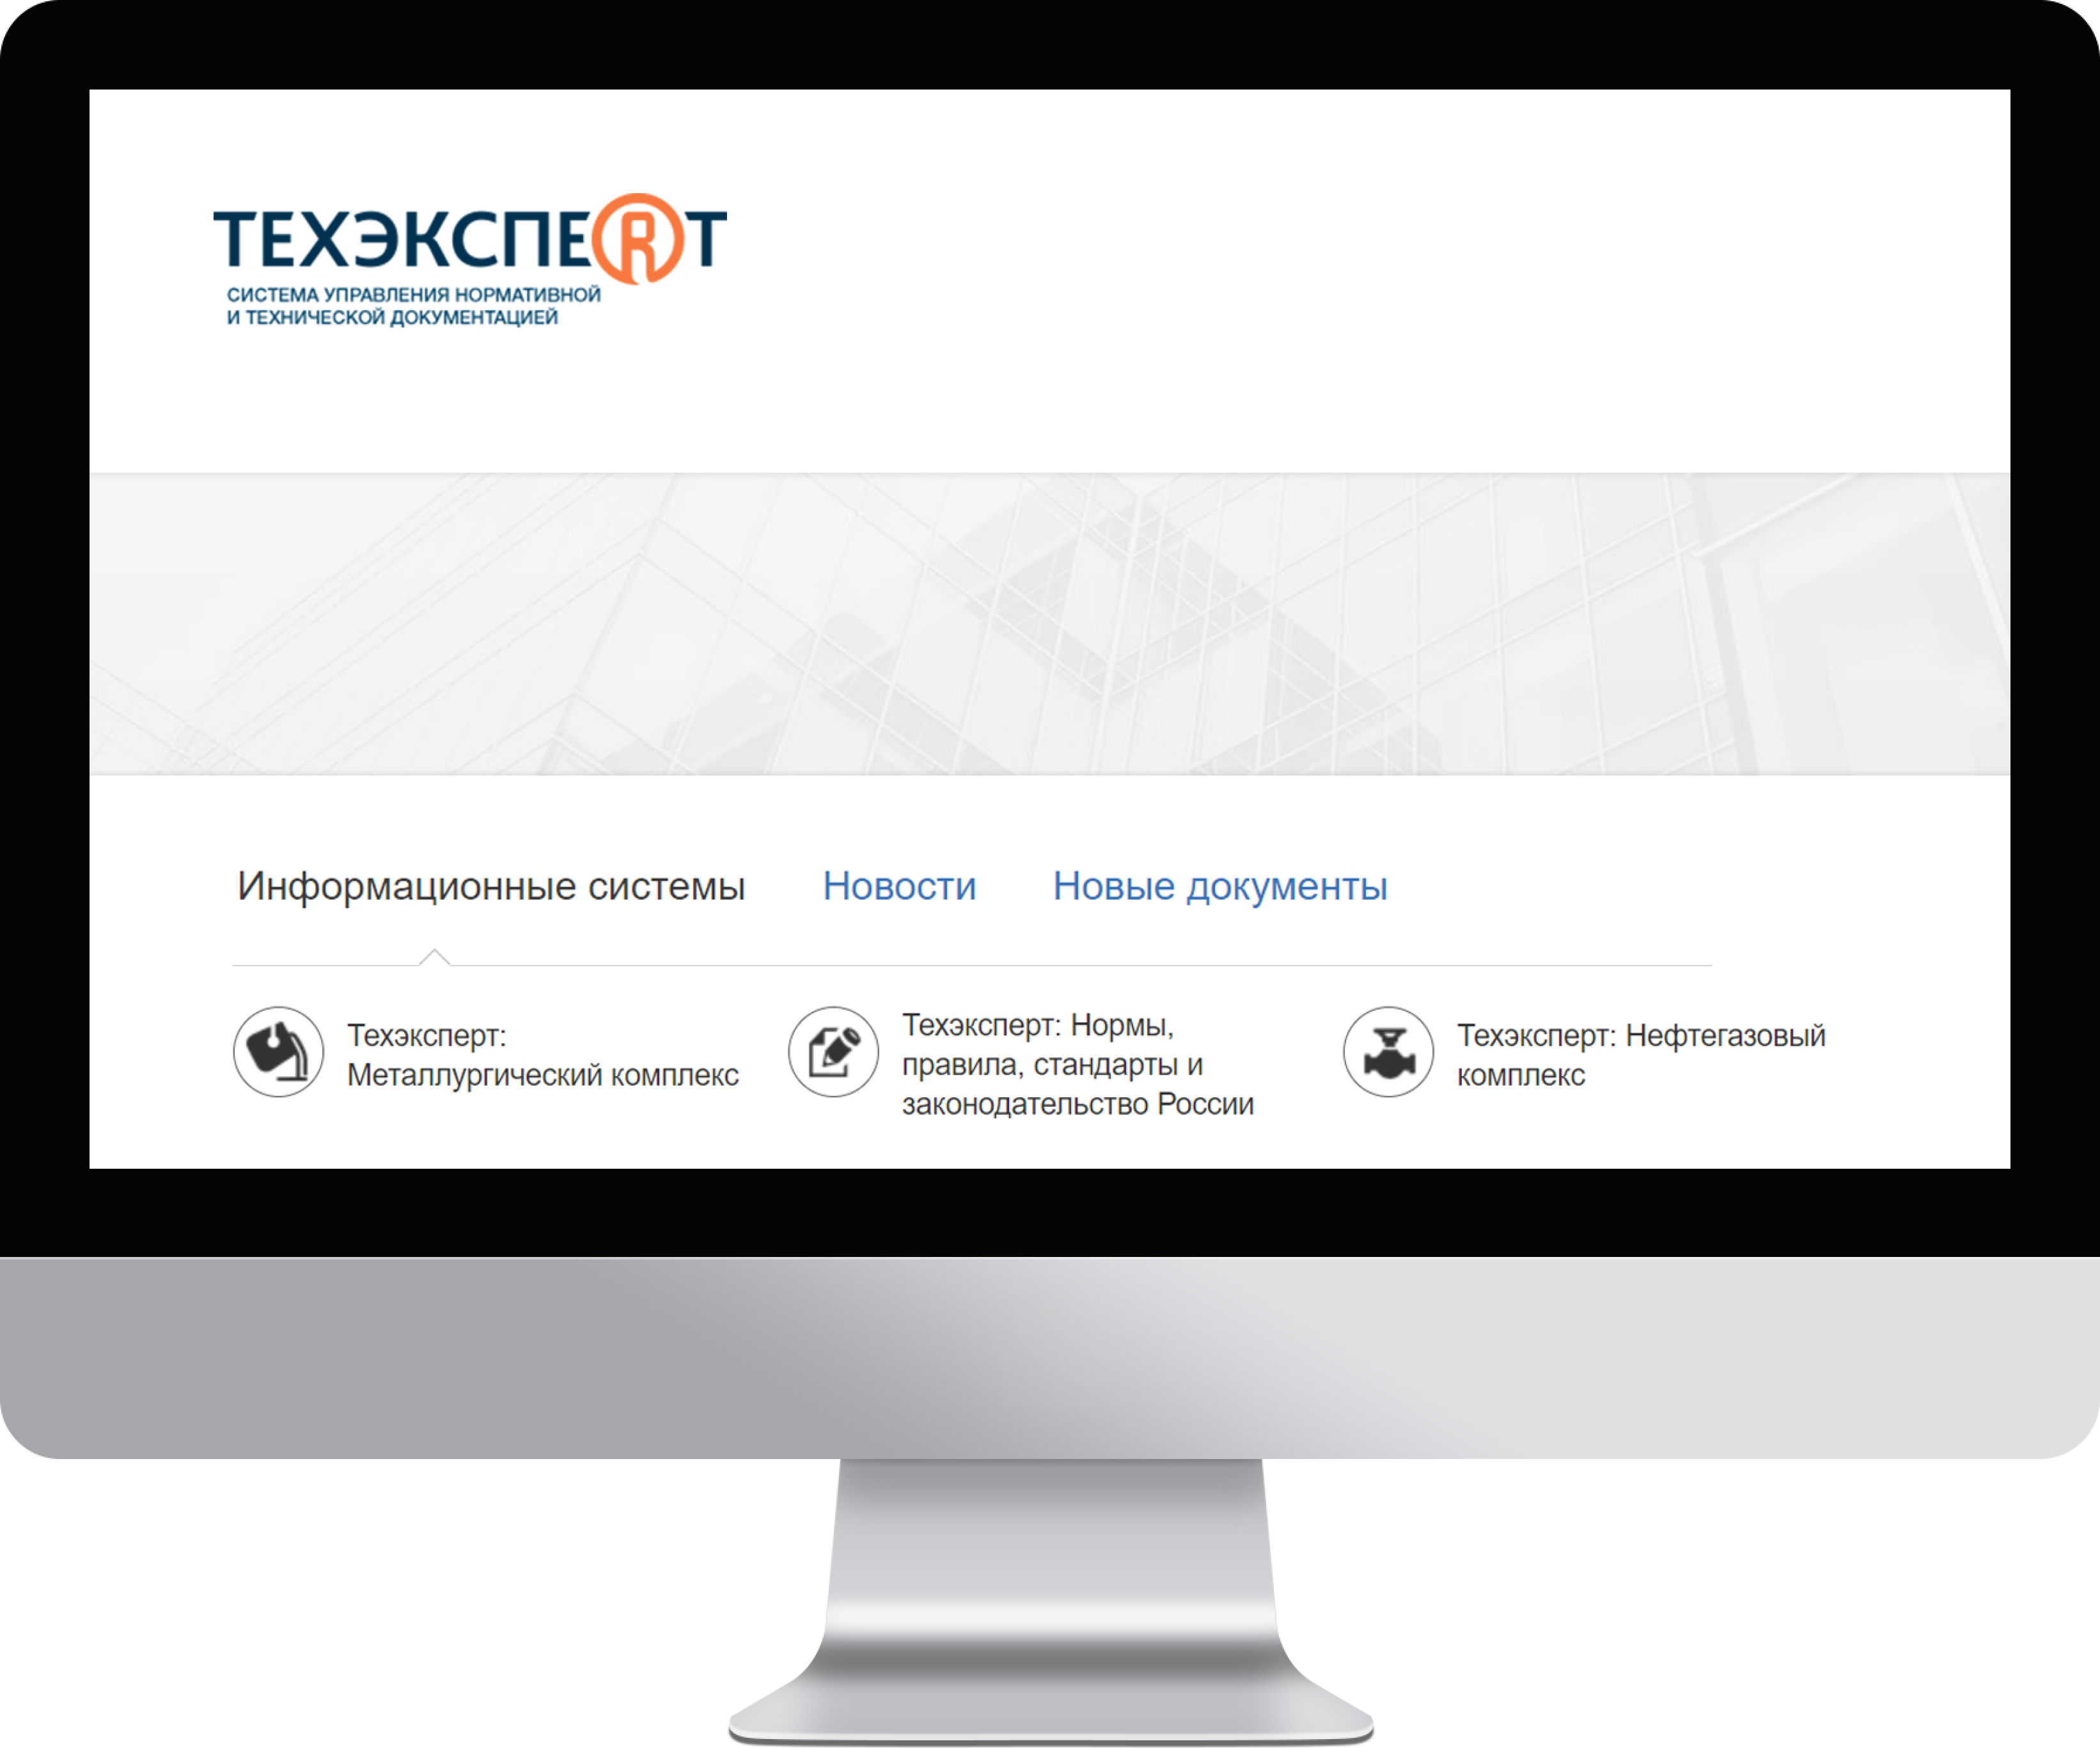 ТЕХЭКСПЕRТ
СИСТЕМА УПРАВЛЕНИЯ НОРМАТИВНОЙ
И ТЕХНИЧЕСКОЙ ДОКУМЕНТАЦИЕЙ
Информационные системы Новости Новые документы
Техэксперт:
Металлургический комплекс
Техэксперт: Нормы,
правила, стандарты и
законодательство России
Техэксперт: Нефтегазовый
комплекс